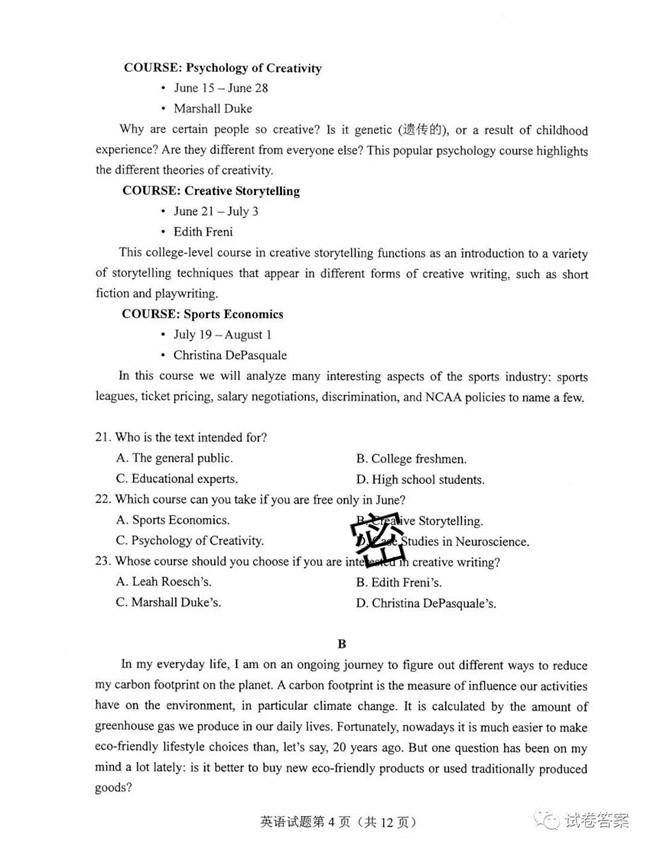 COURSE: Psychology of Creativity
• June 15 – June 28
• Marshall Duke
Why are certain people so creative? Is it genetic (遗传的), or a result of childhood
experience? Are they different from everyone else? This popular psychology course highlights
the different theories of creativity.
COURSE: Creative Storytelling
• June 21 – July 3
• Edith Freni
This college-level course in creative storytelling functions as an introduction to a variety
of storytelling techniques that appear in different forms of creative writing, such as short
fiction and playwriting.
COURSE: Sports Economics
• July 19 – August 1
• Christina DePasquale
In this course we will analyze many interesting aspects of the sports industry: sports
leagues, ticket pricing, salary negotiations, discrimination, and NCAA policies to name a few.
21. Who is the text intended for?
A. The general public. B. College freshmen.
C. Educational experts. D. High school students.
22. Which course can you take if you are free only in June?
A. Sports Economics. B. Creative Storytelling.
C. Psychology of Creativity. D. Case Studies in Neuroscience.
密
23. Whose course should you choose if you are interested in creative writing?
A. Leah Roesch's. B. Edith Freni's.
C. Marshall Duke's. D. Christina DePasquale's.
B
In my everyday life, I am on an ongoing journey to figure out different ways to reduce
my carbon footprint on the planet. A carbon footprint is the measure of influence our activities
have on the environment, in particular climate change. It is calculated by the amount of
greenhouse gas we produce in our daily lives. Fortunately, nowadays it is much easier to make
eco-friendly lifestyle choices than, let's say, 20 years ago. But one question has been on my
mind a lot lately: is it better to buy new eco-friendly products or used traditionally produced
goods?
英语试题第 4 页（共 12 页）
试卷答案